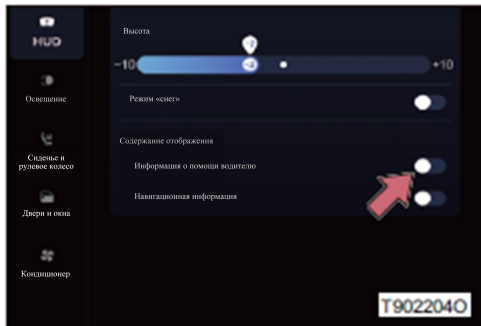 HUD
Высота
-2
-10
-2
+10
Освещение
Режим «снег»
Содержание отображения
Сиденье и
рулевое колесо
Информация о помощи водителю
Навигационная информация
Двери и окна
Кондиционер
T902204O